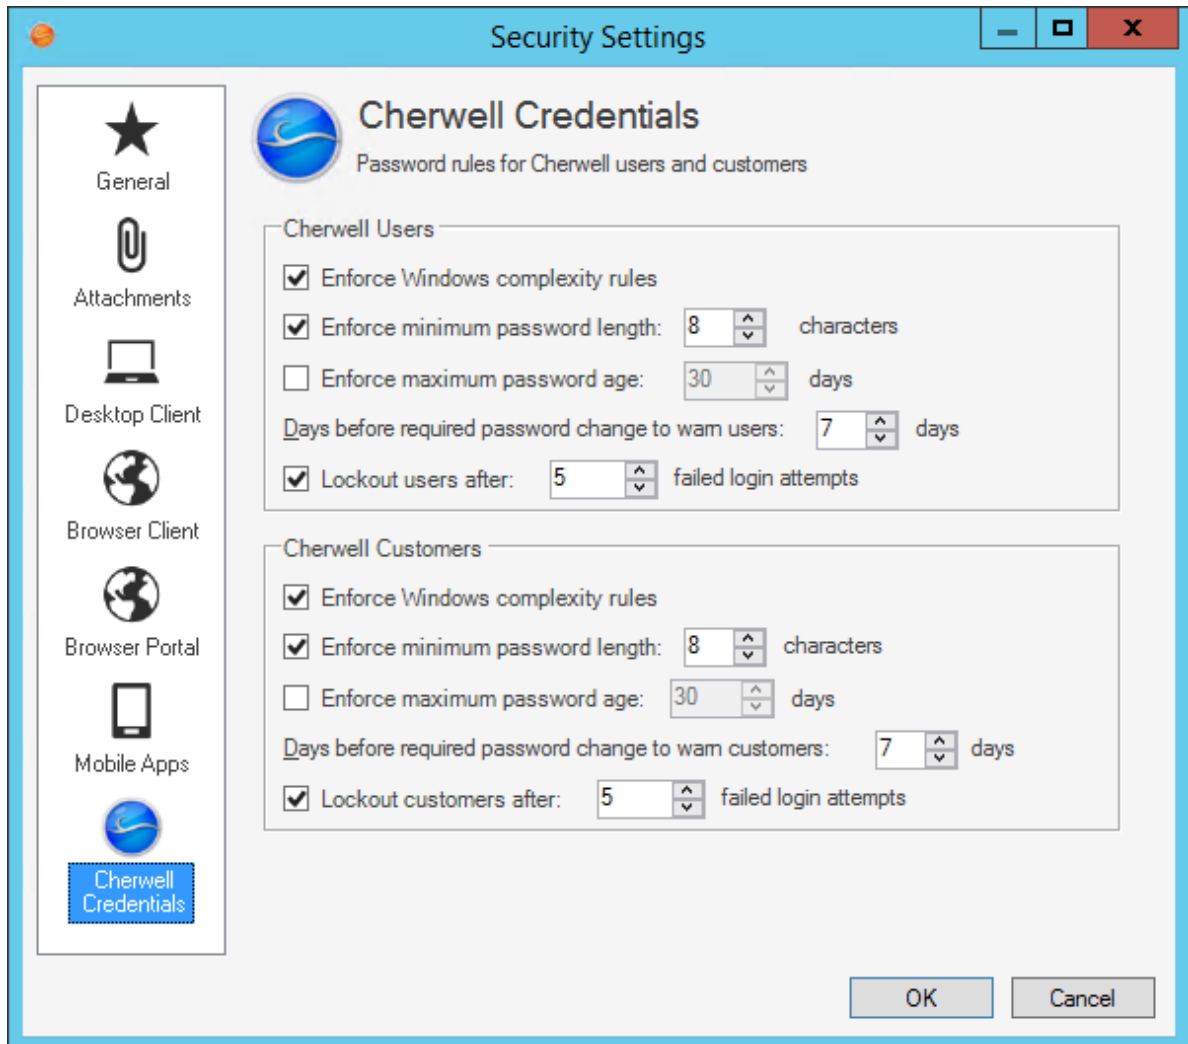 Security Settings
X
General
Attachments
Desktop Client
Browser Client
Browser Portal
Mobile Apps
Cherwell
Credentials
Cherwell Credentials
Password rules for Cherwell users and customers
Cherwell Users
Enforce Windows complexity rules
Enforce minimum password length: 8 characters
Enforce maximum password age: 30 days
Days before required password change to warn users: 7 days
Lockout users after: 5 failed login attempts
Cherwell Customers
Enforce Windows complexity rules
Enforce minimum password length: 8 characters
Enforce maximum password age: 30 days
Days before required password change to warn customers: 7 days
Lockout customers after: 5 failed login attempts
OK Cancel